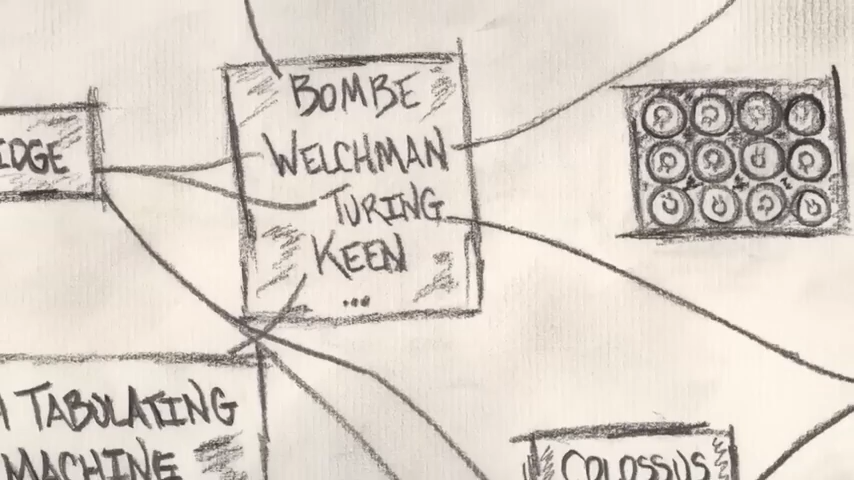 BOMBE
WELCHMAN
TURING
KEEN
...
IDGE
TABULATING
MACHINE
COLOSSUS